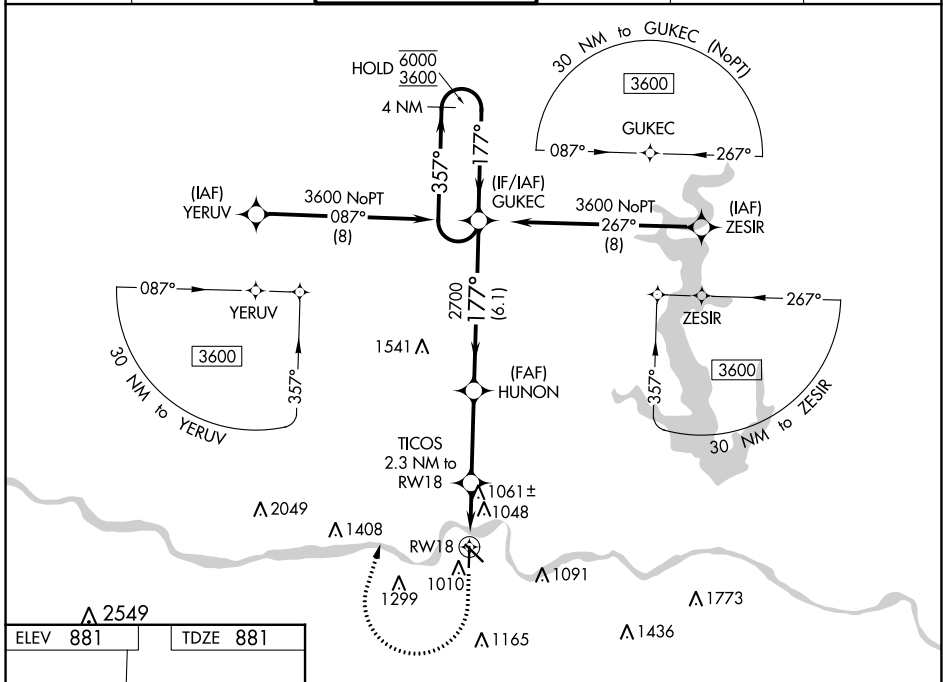 30 NM to GUKEC (NoPT)
3600
GUKEC
087°
267°
HOLD 6000
3600
4 NM
357°
177°
(IF/IAF)
GUKEC
(IAF)
YERUV
3600 NoPT
087°
(8)
3600 NoPT
267°
(8)
(IAF)
ZESIR
087°
YERUV
3600
357°
30 NM to YERUV
2700
177°
(6.1)
267°
ZESIR
3600
357°
30 NM to ZESIR
1541
(FAF)
HUNON
TICOS
2.3 NM to
RW18
1061±
1048
2049
1408
RW18
1010
1091
1299
1773
2549
1165
1436
ELEV 881
TDZE 881